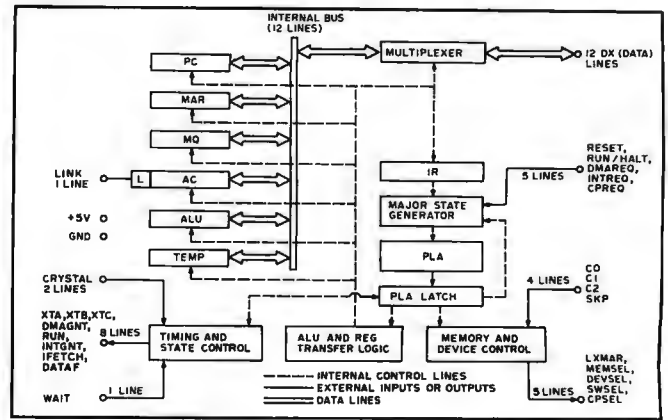 INTERNAL BUS
(12 LINES)
PC
MULTIPLEXER
12 DX (DATA)
LINES
MAR
MQ
LINK
1 LINE
L
AC
IR
5 LINES
RESET,
RUN/HALT,
DMAREQ,
INTREQ,
CPREQ
MAJOR STATE
GENERATOR
+5V
GND
ALU
PLA
TEMP
CRYSTAL
2 LINES
PLA LATCH
4 LINES
C0
C1
C2
SKP
XTA,XTB,XTC,
DMAGNT,
RUN,
INTGNT,
IFETCH,
DATAF
8 LINES
TIMING AND
STATE CONTROL
ALU AND REG
TRANSFER LOGIC
MEMORY AND
DEVICE CONTROL
WAIT
1 LINE
INTERNAL CONTROL LINES
EXTERNAL INPUTS OR OUTPUTS
DATA LINES
5 LINES
LXMAR,
MEMSEL,
DEVSEL,
SWSEL,
CPSEL